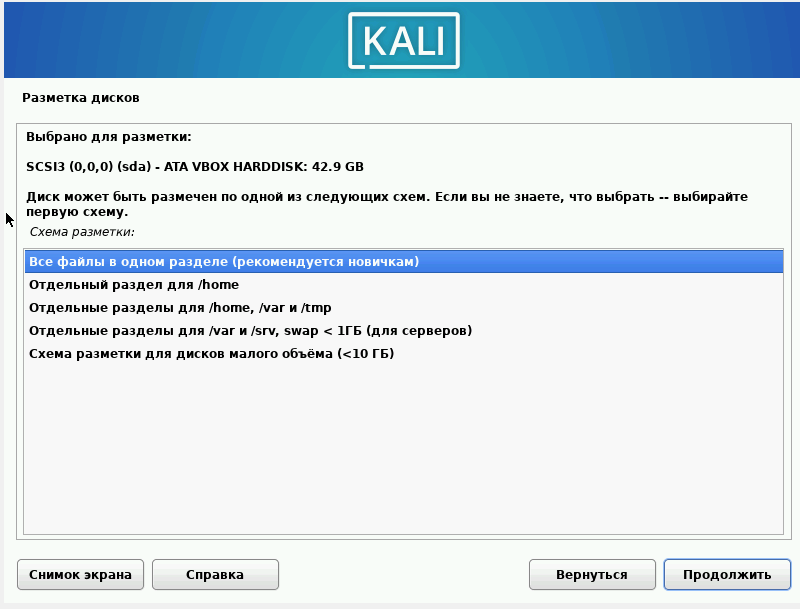 KALI
Разметка дисков
Выбрано для разметки:
SCSI3 (0,0,0) (sda) - ATA VBOX HARDDISK: 42.9 GB
Диск может быть размечен по одной из следующих схем. Если вы не знаете, что выбрать -- выбирайте
первую схему.
Схема разметки:
Все файлы в одном разделе (рекомендуется новичкам)
Отдельный раздел для /home
Отдельные разделы для /home, /var и /tmp
Отдельные разделы для /var и /srv, swap < 1ГБ (для серверов)
Схема разметки для дисков малого объёма (<10 ГБ)
Снимок экрана
Справка
Вернуться
Продолжить